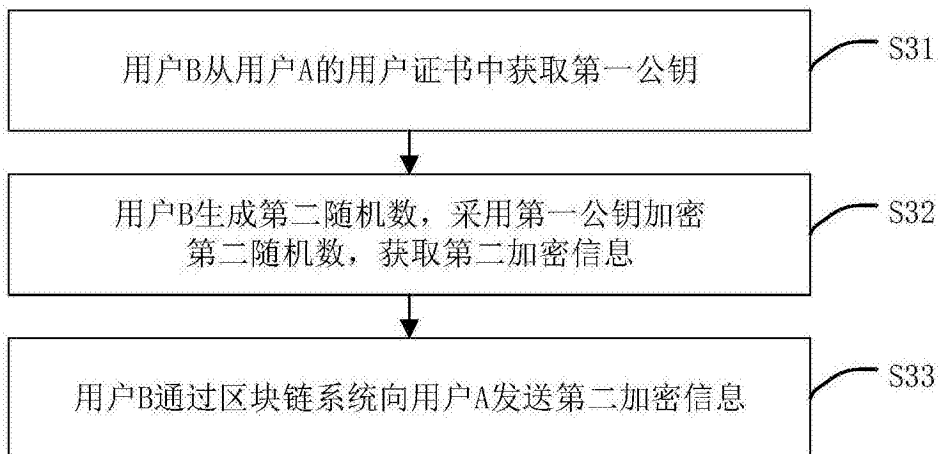 用户B从用户A的用户证书中获取第一公钥
S31
用户B生成第二随机数，采用第一公钥加密
第二随机数，获取第二加密信息
S32
用户B通过区块链系统向用户A发送第二加密信息
S33